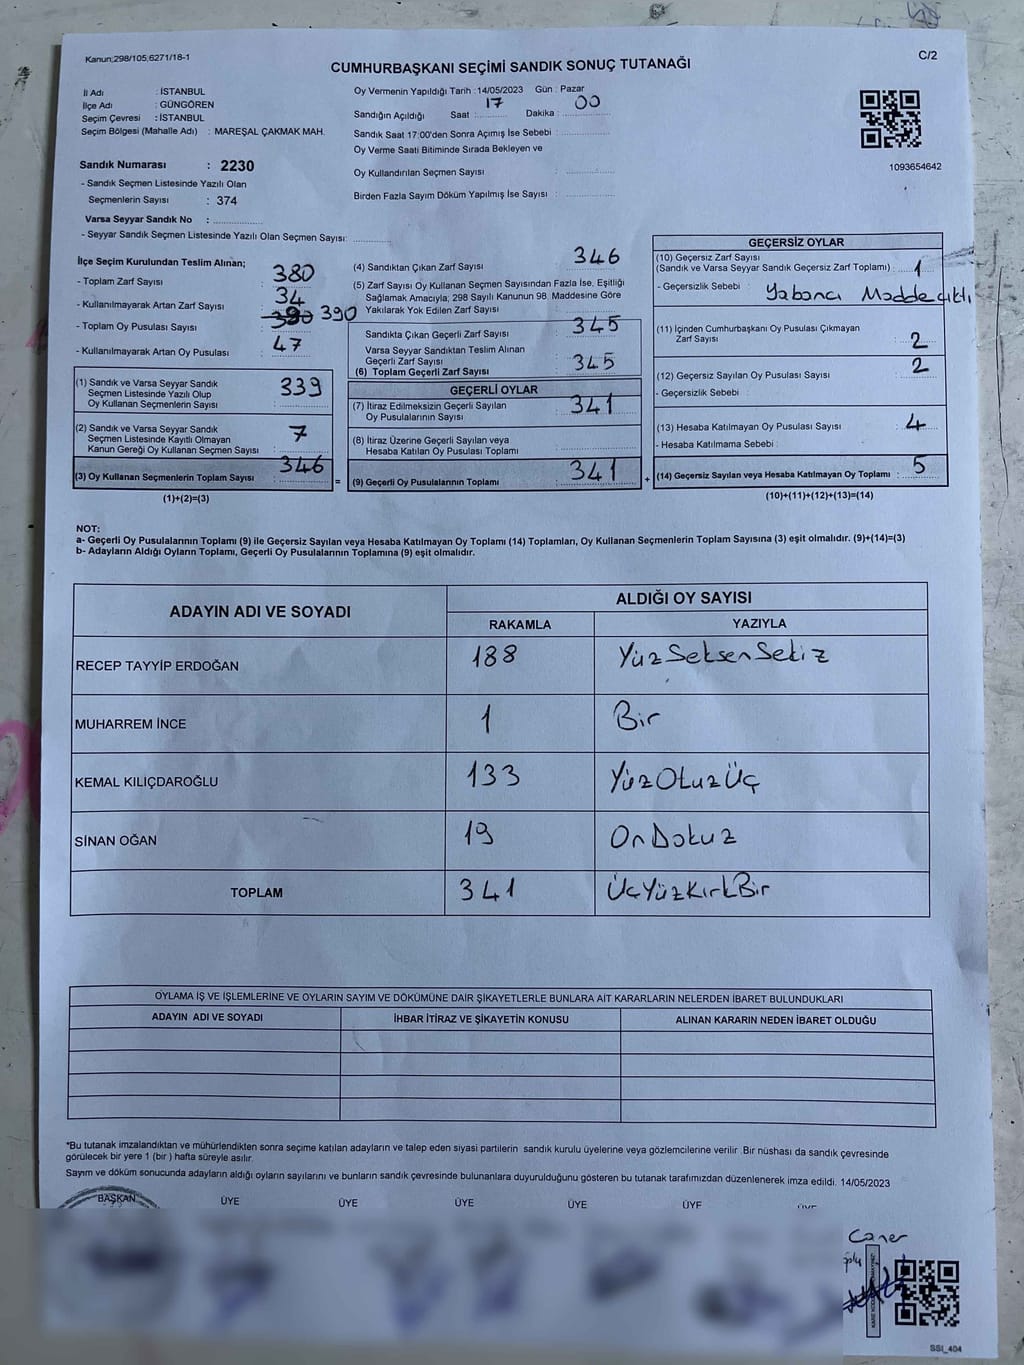 Kanun;298/105;6271/18-1
C/2
CUMHURBAŞKANI SEÇİMİ SANDIK SONUÇ TUTANAĞI
İl Adı : İSTANBUL
İlçe Adı : GÜNGÖREN
Seçim Çevresi : İSTANBUL
Seçim Bölgesi (Mahalle Adı) : MAREŞAL ÇAKMAK MAH.
Oy Vermenin Yapıldığı Tarih : 14/05/2023 Gün : Pazar
Sandığın Açıldığı Saat 17 Dakika : 00
Sandık Saat 17:00'den Sonra Açımış İse Sebebi :
Oy Verme Saati Bitiminde Sırada Bekleyen ve
Oy Kullandırılan Seçmen Sayısı :
Birden Fazla Sayım Döküm Yapılmış İse Sayısı :
1093654642
Sandık Numarası : 2230
- Sandık Seçmen Listesinde Yazılı Olan
Seçmenlerin Sayısı : 374
Varsa Seyyar Sandık No :
- Seyyar Sandık Seçmen Listesinde Yazılı Olan Seçmen Sayısı:
İlçe Seçim Kurulundan Teslim Alınan;
- Toplam Zarf Sayısı : 380
- Kullanılmayarak Artan Zarf Sayısı : 34
- Toplam Oy Pusulası Sayısı : 390 390
- Kullanılmayarak Artan Oy Pusulası : 47
(1) Sandık ve Varsa Seyyar Sandık
Seçmen Listesinde Yazılı Olup
Oy Kullanan Seçmenlerin Sayısı : 339
(2) Sandık ve Varsa Seyyar Sandık
Seçmen Listesinde Kayıtlı Olmayan
Kanun Gereği Oy Kullanan Seçmen Sayısı : 7
(3) Oy Kullanan Seçmenlerin Toplam Sayısı : 346
(1)+(2)=(3)
(4) Sandıktan Çıkan Zarf Sayısı : 346
(5) Zarf Sayısı Oy Kullanan Seçmen Sayısından Fazla İse, Eşitliği
Sağlamak Amacıyla; 298 Sayılı Kanunun 98. Maddesine Göre
Yakılarak Yok Edilen Zarf Sayısı :
Sandıkta Çıkan Geçerli Zarf Sayısı : 345
Varsa Seyyar Sandıktan Teslim Alınan
Geçerli Zarf Sayısı :
(6) Toplam Geçerli Zarf Sayısı : 345
GEÇERLİ OYLAR
(7) İtiraz Edilmeksizin Geçerli Sayılan
Oy Pusulalarının Sayısı : 341
(8) İtiraz Üzerine Geçerli Sayılan veya
Hesaba Katılan Oy Pusulası Toplamı :
(9) Geçerli Oy Pusulalarının Toplamı : 341
=
+
GEÇERSİZ OYLAR
(10) Geçersiz Zarf Sayısı
(Sandık ve Varsa Seyyar Sandık Geçersiz Zarf Toplamı) : 1
- Geçersizlik Sebebi : Yabancı Madde çıktı
(11) İçinden Cumhurbaşkanı Oy Pusulası Çıkmayan
Zarf Sayısı : 2
(12) Geçersiz Sayılan Oy Pusulası Sayısı : 2
- Geçersizlik Sebebi :
(13) Hesaba Katılmayan Oy Pusulası Sayısı : 4
- Hesaba Katılmama Sebebi :
(14) Geçersiz Sayılan veya Hesaba Katılmayan Oy Toplamı : 5
(10)+(11)+(12)+(13)=(14)
NOT:
a- Geçerli Oy Pusulalarının Toplamı (9) ile Geçersiz Sayılan veya Hesaba Katılmayan Oy Toplamı (14) Toplamları, Oy Kullanan Seçmenlerin Toplam Sayısına (3) eşit olmalıdır. (9)+(14)=(3)
b- Adayların Aldığı Oyların Toplamı, Geçerli Oy Pusulalarının Toplamına (9) eşit olmalıdır.
ADAYIN ADI VE SOYADI
ALDIĞI OY SAYISI
RAKAMLA YAZIYLA
RECEP TAYYİP ERDOĞAN 188 YüzSeksenSekiz
MUHARREM İNCE 1 Bir
KEMAL KILIÇDAROĞLU 133 YüzOtuzÜç
SİNAN OĞAN 19 OnDokuz
TOPLAM 341 ÜçYüzKırkBir
OYLAMA İŞ VE İŞLEMLERİNE VE OYLARIN SAYIM VE DÖKÜMÜNE DAİR ŞİKAYETLERLE BUNLARA AİT KARARLARIN NELERDEN İBARET BULUNDUKLARI
ADAYIN ADI VE SOYADI İHBAR İTİRAZ VE ŞİKAYETİN KONUSU ALINAN KARARIN NEDEN İBARET OLDUĞU
*Bu tutanak imzalandıktan ve mühürlendikten sonra seçime katılan adayların ve talep eden siyasi partilerin sandık kurulu üyelerine veya gözlemcilerine verilir .Bir nüshası da sandık çevresinde
görülecek bir yere 1 (bir ) hafta süreyle asılır.
Sayım ve döküm sonucunda adayların aldığı oyların sayılarını ve bunların sandık çevresinde bulunanlara duyurulduğunu gösteren bu tutanak tarafımızdan düzenlenerek imza edildi. 14/05/2023
BAŞKAN ÜYE ÜYE ÜYE ÜYE ÜYE ÜYE
Caner
SSİ_404